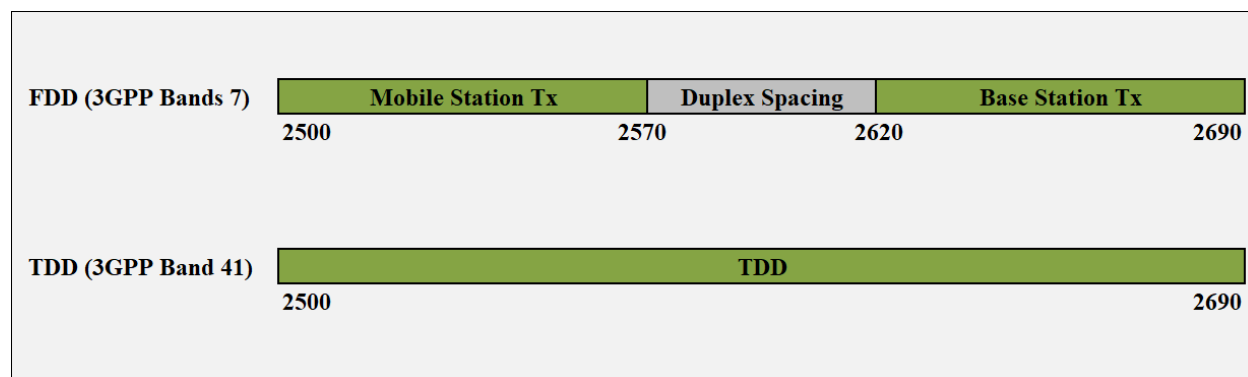 FDD (3GPP Bands 7) Mobile Station Tx Duplex Spacing Base Station Tx
2500 2570 2620 2690
TDD (3GPP Band 41) TDD
2500 2690